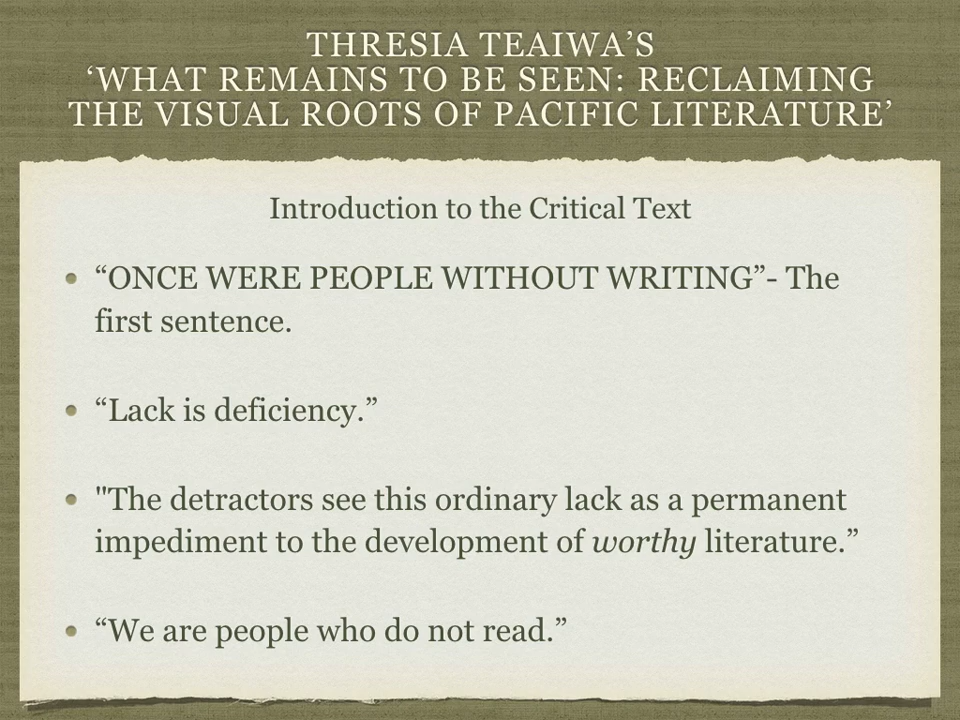 THRESIA TEAIWA’S
‘WHAT REMAINS TO BE SEEN: RECLAIMING
THE VISUAL ROOTS OF PACIFIC LITERATURE’
Introduction to the Critical Text
• “ONCE WERE PEOPLE WITHOUT WRITING”- The
first sentence.
• “Lack is deficiency.”
• "The detractors see this ordinary lack as a permanent
impediment to the development of worthy literature.”
• “We are people who do not read.”